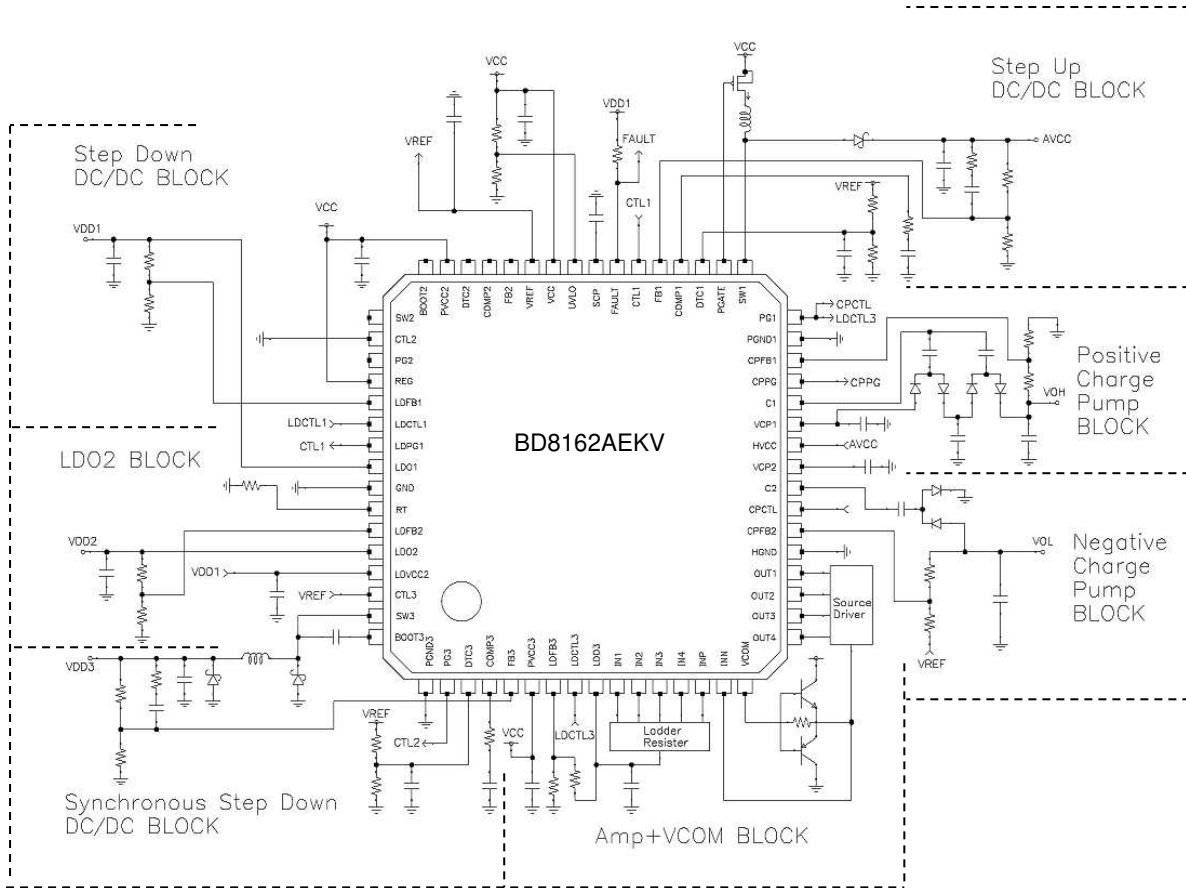 Step Up
DC/DC BLOCK
VCC
VCC
VDD1
FAULT
AVCC
VREF
CTL1
VREF
Step Down
DC/DC BLOCK
VCC
VDD1
BOOT2
PVCC2
DTC2
COMP2
FB2
VREF
VCC
UVLO
SCP
FAULT
CTL1
FB1
COMP1
DTC1
PGATE
SW1
SW2
CTL2
PG2
REG
LDFB1
LDCTL1
LDCTL1
LDPG1
CTL1
LDO1
GND
RT
LDFB2
LDO2
VDD2
LDVCC2
VDD1
CTL3
VREF
SW3
BOOT3
PG1
CPCTL
LDCTL3
PGND1
CPFB1
CPPG
CPPG
C1
VCP1
HVCC
AVCC
VCP2
C2
CPCTL
CPFB2
HGND
OUT1
OUT2
OUT3
OUT4
BD8162AEKV
LDO2 BLOCK
Positive
Charge
Pump
BLOCK
VOH
Negative
Charge
Pump
BLOCK
VOL
VREF
Source
Driver
PGND3
PG3
DTC3
COMP3
FB3
PVCC3
LDFB3
LDCTL3
LDO3
IN1
IN2
IN3
IN4
INP
INN
VCOM
VDD3
VREF
CTL2
VCC
LDCTL3
Ladder
Resister
Synchronous Step Down
DC/DC BLOCK
Amp+VCOM BLOCK